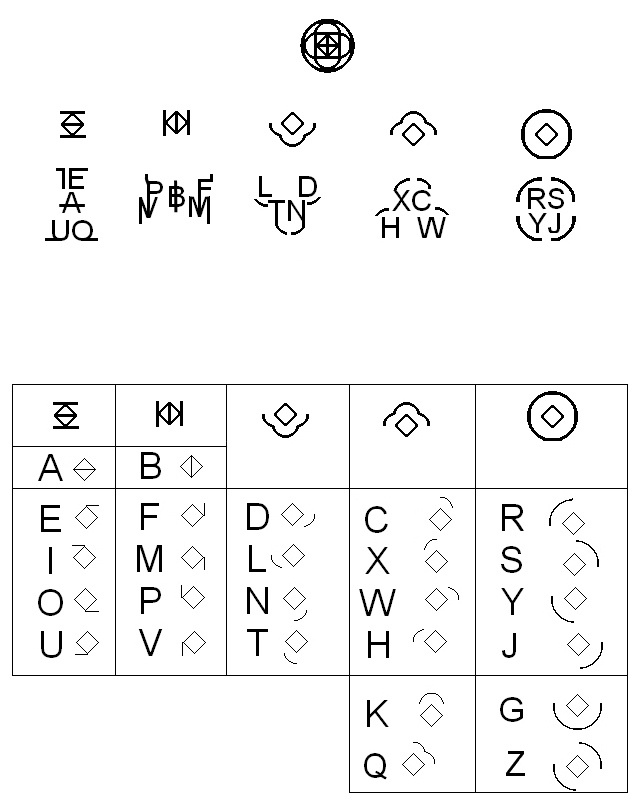 IE
A
UO
P B F
V M
L D
TN
XC
H W
RS
YJ
A B
E F D C R
I M L X S
O P N W Y
U V T H J
K G
Q Z